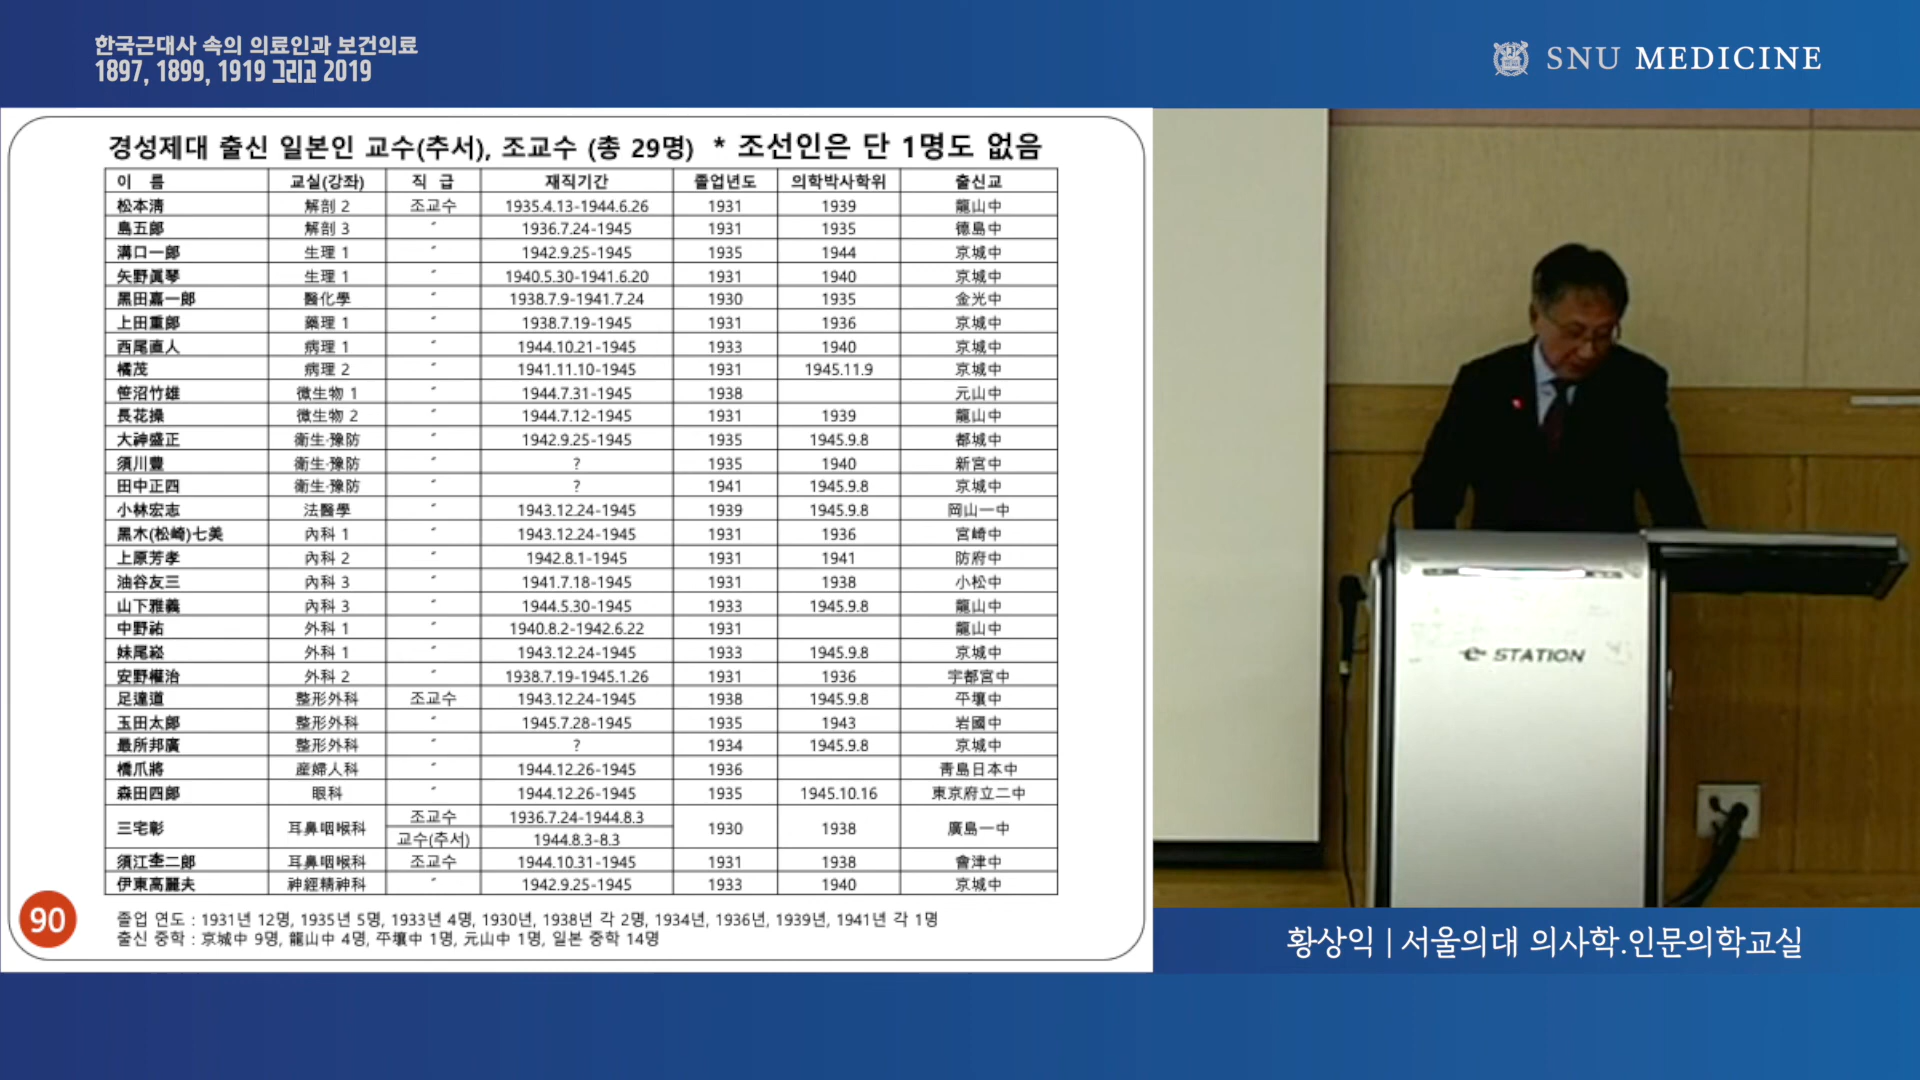 한국근대사 속의 의료인과 보건의료
1897, 1899, 1919 그리고 2019
SNU MEDICINE
경성제대 출신 일본인 교수(추서), 조교수 (총 29명) * 조선인은 단 1명도 없음
이 름 교실(강좌) 직 급 재직기간 졸업년도 의학박사학위 출신교
松本淸 解剖 2 조교수 1935.4.13-1944.6.26 1931 1939 龍山中
島五郞 解剖 3 〃 1936.7.24-1945 1931 1935 德島中
溝口一郞 生理 1 〃 1942.9.25-1945 1935 1944 京城中
矢野眞琴 生理 1 〃 1940.5.30-1941.6.20 1931 1940 京城中
黑田嘉一郞 醫化學 〃 1938.7.9-1941.7.24 1930 1935 金光中
上田重郞 藥理 1 〃 1938.7.19-1945 1931 1936 京城中
西尾直人 病理 1 〃 1944.10.21-1945 1933 1940 京城中
橘茂 病理 2 〃 1941.11.10-1945 1931 1945.11.9 京城中
笹沼竹雄 微生物 1 〃 1944.7.31-1945 1938 元山中
長花操 微生物 2 〃 1944.7.12-1945 1931 1939 龍山中
大神盛正 衛生·豫防 〃 1942.9.25-1945 1935 1945.9.8 都城中
須川豊 衛生·豫防 〃 ? 1935 1940 新宮中
田中正四 衛生·豫防 〃 ? 1941 1945.9.8 京城中
小林宏志 法醫學 〃 1943.12.24-1945 1939 1945.9.8 岡山一中
黑木(松崎)七美 內科 1 〃 1943.12.24-1945 1931 1936 宮崎中
上原芳孝 內科 2 〃 1942.8.1-1945 1931 1941 防府中
油谷友三 內科 3 〃 1941.7.18-1945 1931 1938 小松中
山下雅義 內科 3 〃 1944.5.30-1945 1933 1945.9.8 龍山中
中野祐 外科 1 〃 1940.8.2-1942.6.22 1931 龍山中
妹尾崧 外科 1 〃 1943.12.24-1945 1933 1945.9.8 京城中
安野權治 外科 2 〃 1938.7.19-1945.1.26 1931 1936 宇都宮中
足達道 整形外科 조교수 1943.12.24-1945 1938 1945.9.8 平壤中
玉田太郞 整形外科 〃 1945.7.28-1945 1935 1943 岩國中
最所邦廣 整形外科 〃 ? 1934 1945.9.8 京城中
橋爪將 産婦人科 〃 1944.12.26-1945 1936 靑島日本中
森田四郞 眼科 〃 1944.12.26-1945 1935 1945.10.16 東京府立二中
三宅彰 耳鼻咽喉科 조교수 1936.7.24-1944.8.3 1930 1938 廣島一中
교수(추서) 1944.8.3-8.3
須江杢二郞 耳鼻咽喉科 조교수 1944.10.31-1945 1931 1938 會津中
伊東高麗夫 神經精神科 〃 1942.9.25-1945 1933 1940 京城中
졸업 연도 : 1931년 12명, 1935년 5명, 1933년 4명, 1930년, 1938년 각 2명, 1934년, 1936년, 1939년, 1941년 각 1명
출신 중학 : 京城中 9명, 龍山中 4명, 平壤中 1명, 元山中 1명, 일본 중학 14명
90
e-STATION
황상익 | 서울의대 의사학.인문의학교실